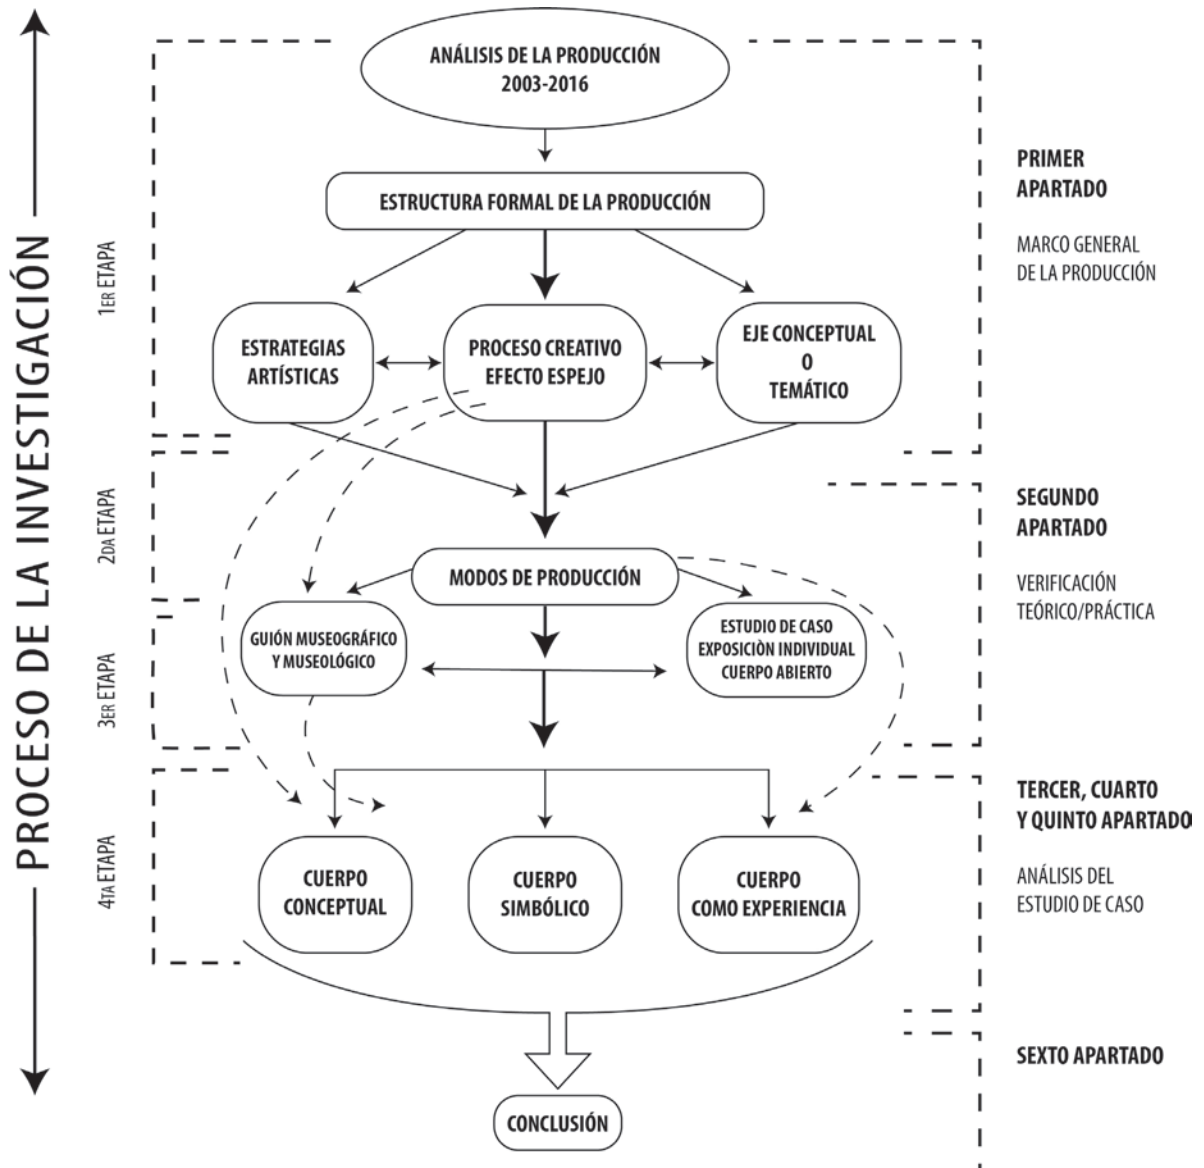 PROCESO DE LA INVESTIGACIÓN
1ER ETAPA
2DA ETAPA
3ER ETAPA
4TA ETAPA
ANÁLISIS DE LA PRODUCCIÓN
2003-2016
ESTRUCTURA FORMAL DE LA PRODUCCIÓN
ESTRATEGIAS
ARTÍSTICAS
PROCESO CREATIVO
EFECTO ESPEJO
EJE CONCEPTUAL
O
TEMÁTICO
MODOS DE PRODUCCIÓN
GUIÓN MUSEOGRÁFICO
Y MUSEOLÓGICO
ESTUDIO DE CASO
EXPOSICIÒN INDIVIDUAL
CUERPO ABIERTO
CUERPO
CONCEPTUAL
CUERPO
SIMBÓLICO
CUERPO
COMO EXPERIENCIA
CONCLUSIÓN
PRIMER
APARTADO
MARCO GENERAL
DE LA PRODUCCIÓN
SEGUNDO
APARTADO
VERIFICACIÓN
TEÓRICO/PRÁCTICA
TERCER, CUARTO
Y QUINTO APARTADO
ANÁLISIS DEL
ESTUDIO DE CASO
SEXTO APARTADO